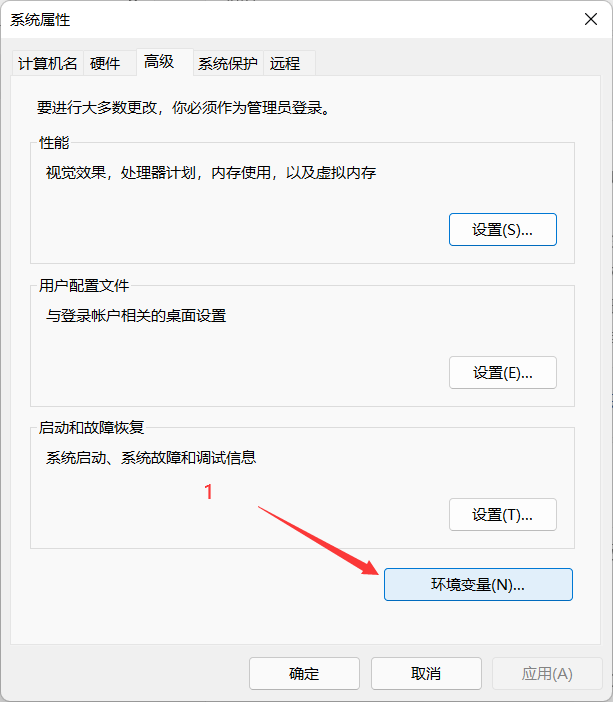 系统属性
计算机名 硬件 高级 系统保护 远程
要进行大多数更改，你必须作为管理员登录。
性能
视觉效果，处理器计划，内存使用，以及虚拟内存
设置(S)...
用户配置文件
与登录帐户相关的桌面设置
设置(E)...
启动和故障恢复
系统启动、系统故障和调试信息
1
设置(T)...
环境变量(N)...
确定 取消 应用(A)